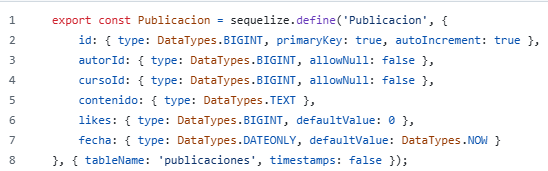 1 export const Publicacion = sequelize.define('Publicacion', {
2 id: { type: DataTypes.BIGINT, primaryKey: true, autoIncrement: true },
3 autorId: { type: DataTypes.BIGINT, allowNull: false },
4 cursoId: { type: DataTypes.BIGINT, allowNull: false },
5 contenido: { type: DataTypes.TEXT },
6 likes: { type: DataTypes.BIGINT, defaultValue: 0 },
7 fecha: { type: DataTypes.DATEONLY, defaultValue: DataTypes.NOW }
8 }, { tableName: 'publicaciones', timestamps: false });